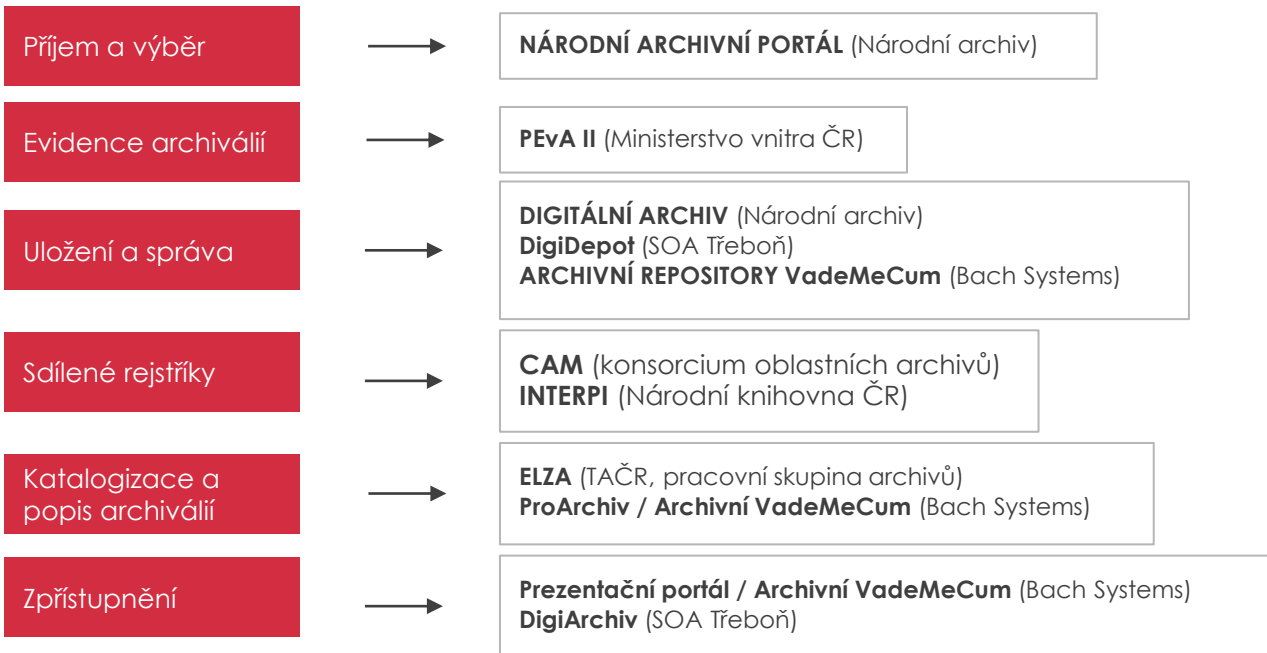 Příjem a výběr
NÁRODNÍ ARCHIVNÍ PORTÁL (Národní archiv)
Evidence archiválií
PEvA II (Ministerstvo vnitra ČR)
Uložení a správa
DIGITÁLNÍ ARCHIV (Národní archiv)
DigiDepot (SOA Třeboň)
ARCHIVNÍ REPOSITORY VadeMeCum (Bach Systems)
Sdílené rejstříky
CAM (konsorcium oblastních archivů)
INTERPI (Národní knihovna ČR)
Katalogizace a
popis archiválií
ELZA (TAČR, pracovní skupina archivů)
ProArchiv / Archivní VadeMeCum (Bach Systems)
Zpřístupnění
Prezentační portál / Archivní VadeMeCum (Bach Systems)
DigiArchiv (SOA Třeboň)